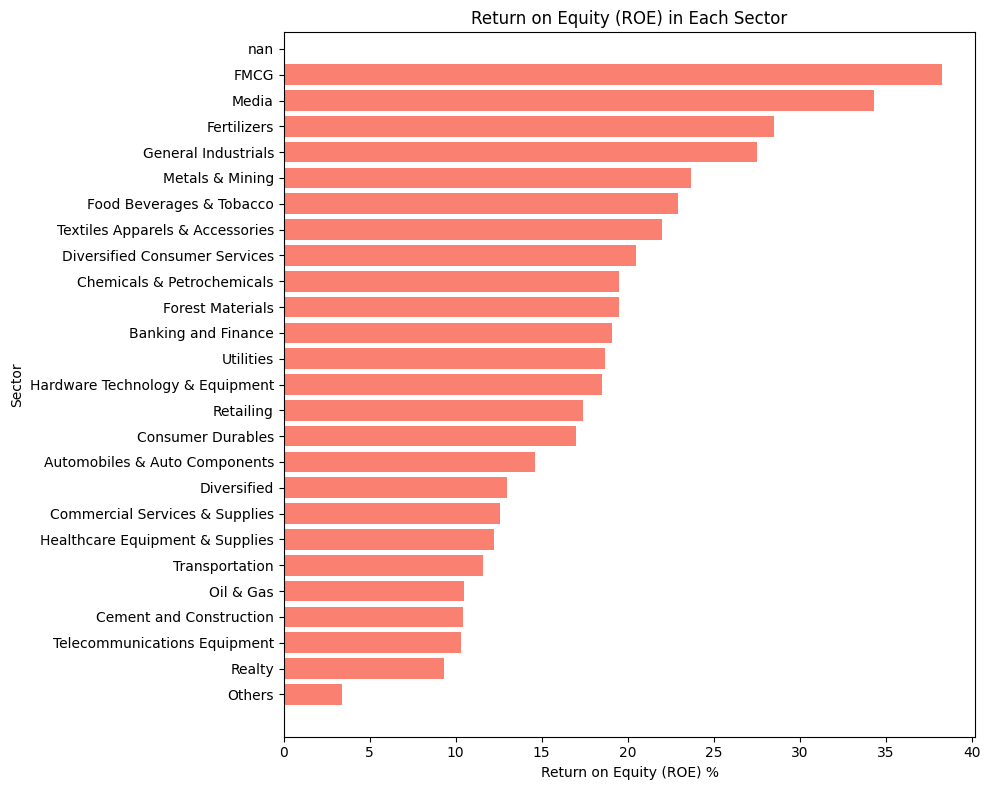 Return on Equity (ROE) in Each Sector
nan
FMCG
Media
Fertilizers
General Industrials
Metals & Mining
Food Beverages & Tobacco
Textiles Apparels & Accessories
Diversified Consumer Services
Chemicals & Petrochemicals
Forest Materials
Banking and Finance
Utilities
Hardware Technology & Equipment
Retailing
Consumer Durables
Automobiles & Auto Components
Diversified
Commercial Services & Supplies
Healthcare Equipment & Supplies
Transportation
Oil & Gas
Cement and Construction
Telecommunications Equipment
Realty
Others
Sector
0 5 10 15 20 25 30 35 40
Return on Equity (ROE) %